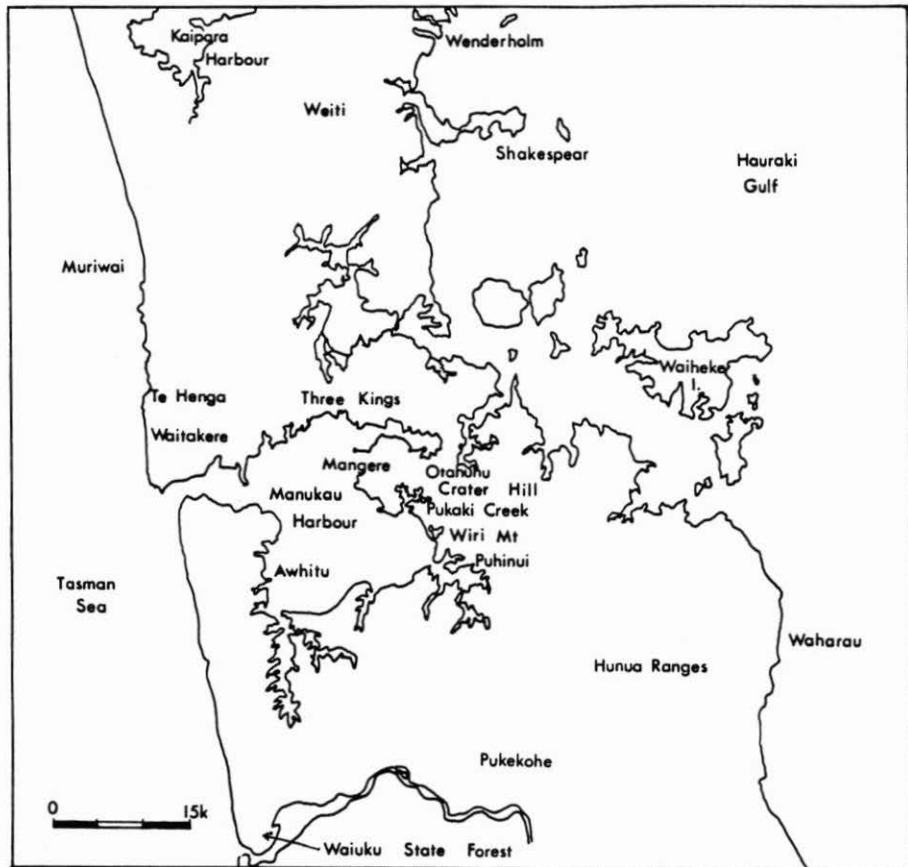 Kaipara
Harbour
Wenderholm
Weiti
Shakespear
Hauraki
Gulf
Muriwai
Waiheke
I.
Te Henga
Three Kings
Waitakere
Mangere
Otahuhu
Crater Hill
Manukau
Harbour
Pukaki Creek
Wiri Mt
Puhinui
Awhitu
Tasman
Sea
Waharau
Hunua Ranges
Pukekohe
0 15k
Waiuku State Forest